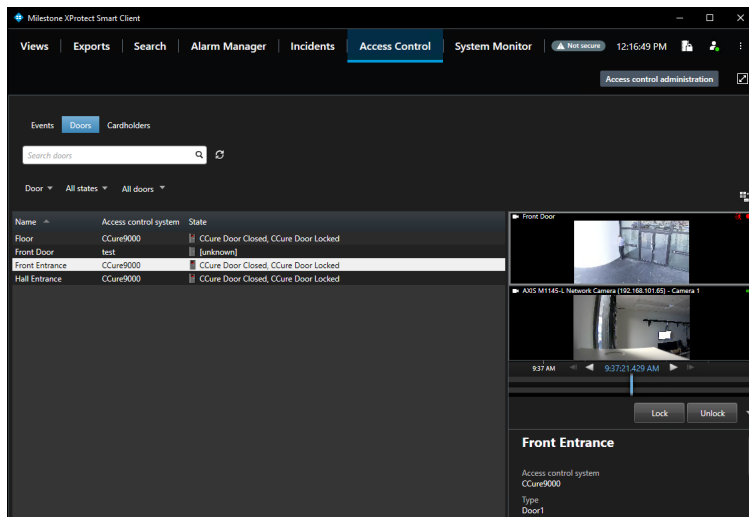 Milestone XProtect Smart Client
Views Exports Search Alarm Manager Incidents Access Control System Monitor Not secure 12:16:49 PM
Access control administration
Events Doors Cardholders
Search doors
Door All states All doors
Name Access control system State
Floor CCure9000 CCure Door Closed, CCure Door Locked
Front Door test [unknown]
Front Entrance CCure9000 CCure Door Closed, CCure Door Locked
Hall Entrance CCure9000 CCure Door Closed, CCure Door Locked
Front Door
AXIS M1145-L Network Camera (192.168.101.65) - Camera 1
9:37 AM 9:37:21.429 AM
Lock Unlock
Front Entrance
Access control system
CCure9000
Type
Door1